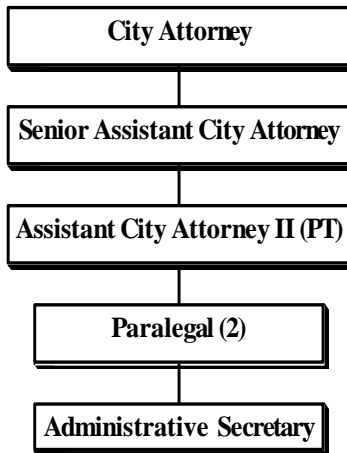 City Attorney
Senior Assistant City Attorney
Assistant City Attorney II (PT)
Paralegal (2)
Administrative Secretary